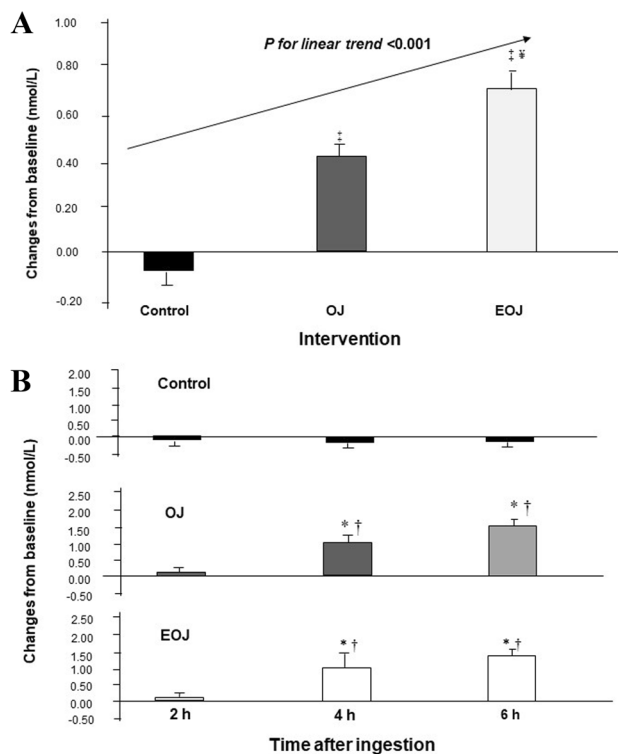 A
1.00
0.80
0.60
0.40
0.20
0.00
-0.20
Changes from baseline (nmol/L)
P for linear trend <0.001
‡
‡ ¥
Control OJ EOJ
Intervention
B
Changes from baseline (nmol/L)
2.00
1.50
1.00
0.50
0.00
-0.50
Control
2.50
2.00
1.50
1.00
0.50
0.00
-0.50
OJ
* †
* †
2.50
2.00
1.50
1.00
0.50
0.00
-0.50
EOJ
* †
* †
2 h 4 h 6 h
Time after ingestion